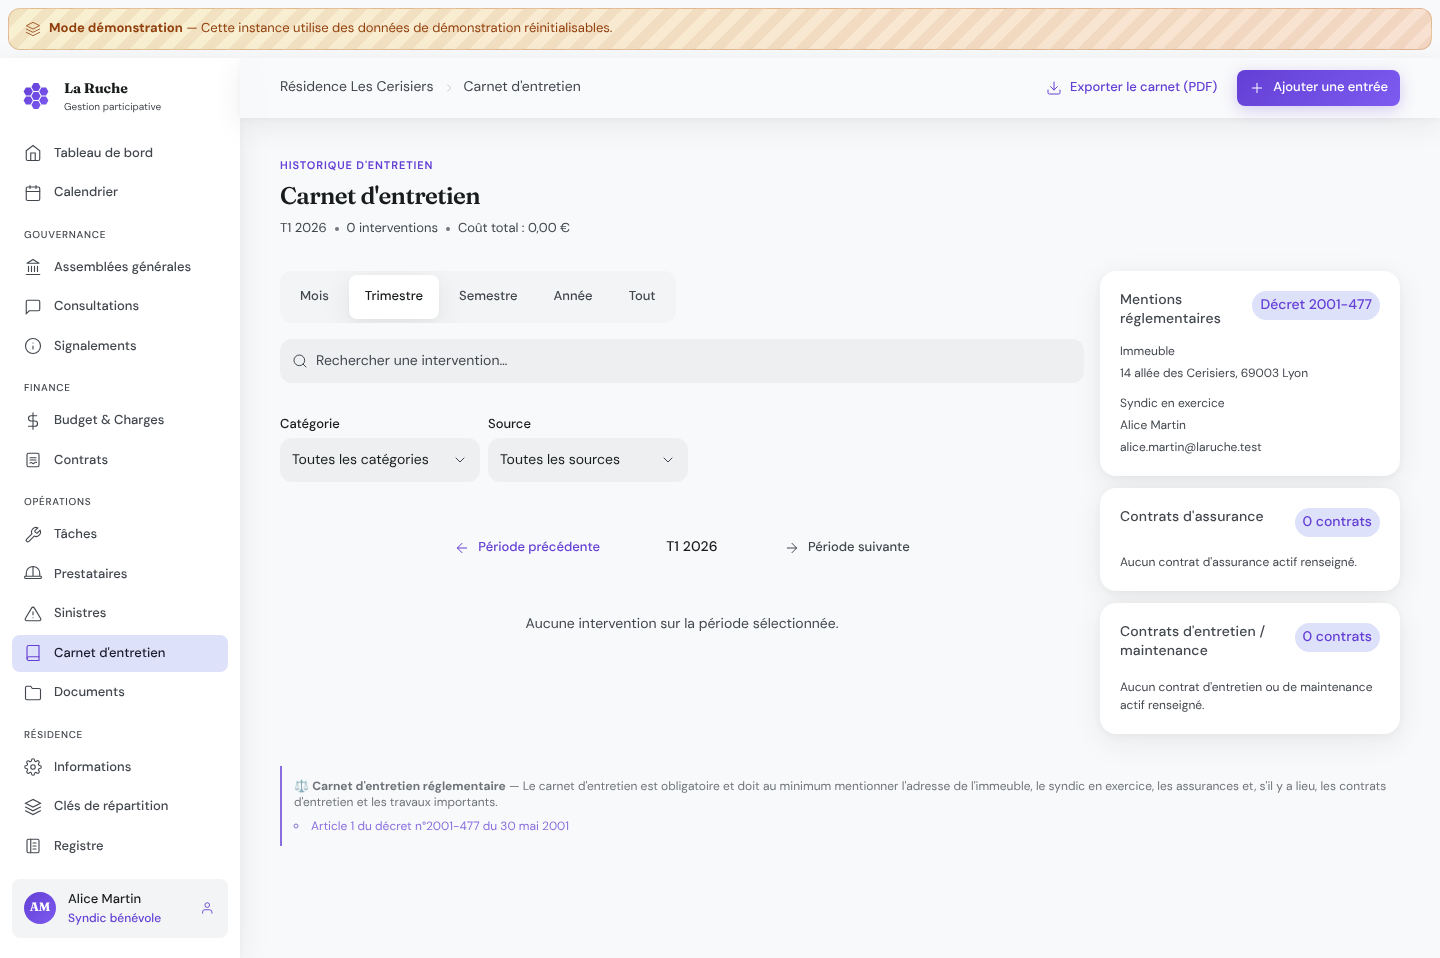 Mode démonstration — Cette instance utilise des données de démonstration réinitialisables.
La Ruche
Gestion participative
Tableau de bord
Calendrier
GOUVERNANCE
Assemblées générales
Consultations
Signalements
FINANCE
Budget & Charges
Contrats
OPÉRATIONS
Tâches
Prestataires
Sinistres
Carnet d'entretien
Documents
RÉSIDENCE
Informations
Clés de répartition
Registre
AM
Alice Martin
Syndic bénévole
Résidence Les Cerisiers
Carnet d'entretien
Exporter le carnet (PDF)
Ajouter une entrée
HISTORIQUE D'ENTRETIEN
Carnet d'entretien
T1 2026 • 0 interventions • Coût total : 0,00 €
Mois
Trimestre
Semestre
Année
Tout
Rechercher une intervention...
Catégorie
Source
Toutes les catégories
Toutes les sources
Période précédente
T1 2026
Période suivante
Aucune intervention sur la période sélectionnée.
Mentions
réglementaires
Décret 2001-477
Immeuble
14 allée des Cerisiers, 69003 Lyon
Syndic en exercice
Alice Martin
alice.martin@laruche.test
Contrats d'assurance
0 contrats
Aucun contrat d'assurance actif renseigné.
Contrats d'entretien /
maintenance
0 contrats
Aucun contrat d'entretien ou de maintenance
actif renseigné.
⚖️ Carnet d'entretien réglementaire — Le carnet d'entretien est obligatoire et doit au minimum mentionner l'adresse de l'immeuble, le syndic en exercice, les assurances et, s'il y a lieu, les contrats
d'entretien et les travaux importants.
Article 1 du décret n°2001-477 du 30 mai 2001